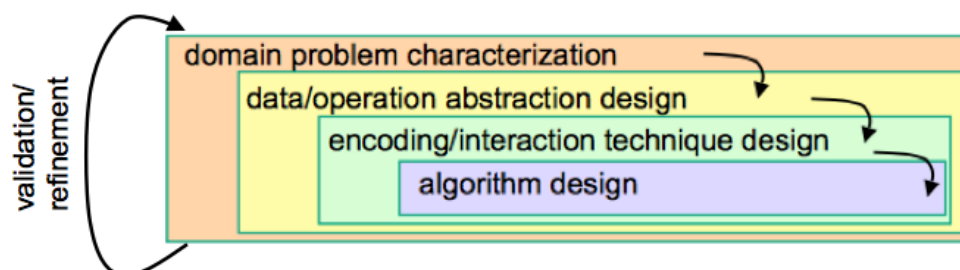 validation/
refinement
domain problem characterization
data/operation abstraction design
encoding/interaction technique design
algorithm design